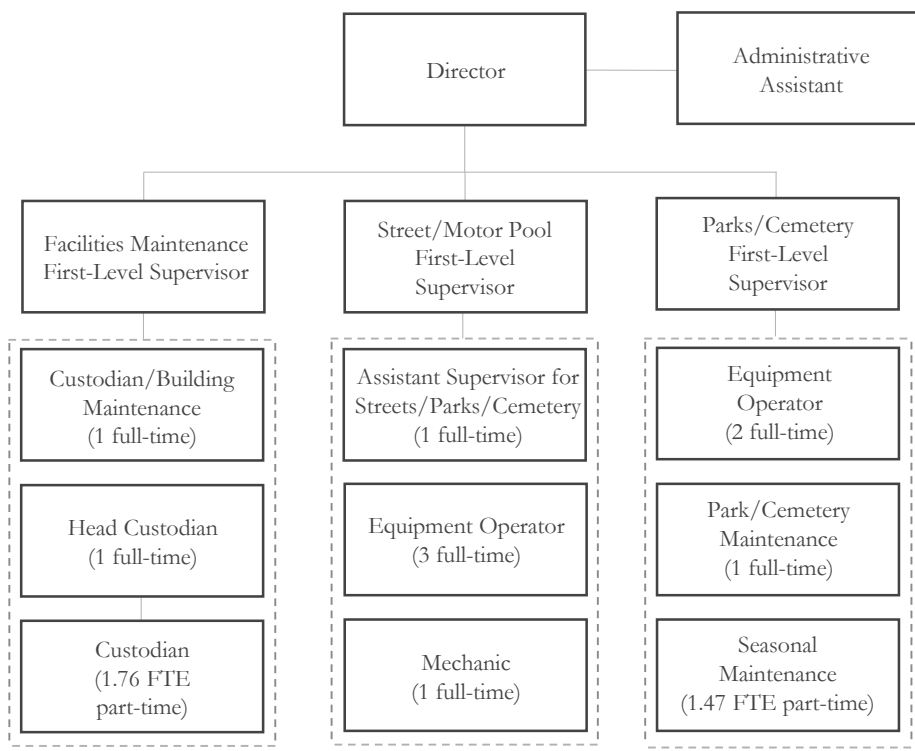 Director
Administrative
Assistant
Facilities Maintenance
First-Level Supervisor
Street/Motor Pool
First-Level
Supervisor
Parks/Cemetery
First-Level
Supervisor
Custodian/Building
Maintenance
(1 full-time)
Assistant Supervisor for
Streets/Parks/Cemetery
(1 full-time)
Equipment
Operator
(2 full-time)
Head Custodian
(1 full-time)
Equipment Operator
(3 full-time)
Park/Cemetery
Maintenance
(1 full-time)
Custodian
(1.76 FTE
part-time)
Mechanic
(1 full-time)
Seasonal
Maintenance
(1.47 FTE part-time)